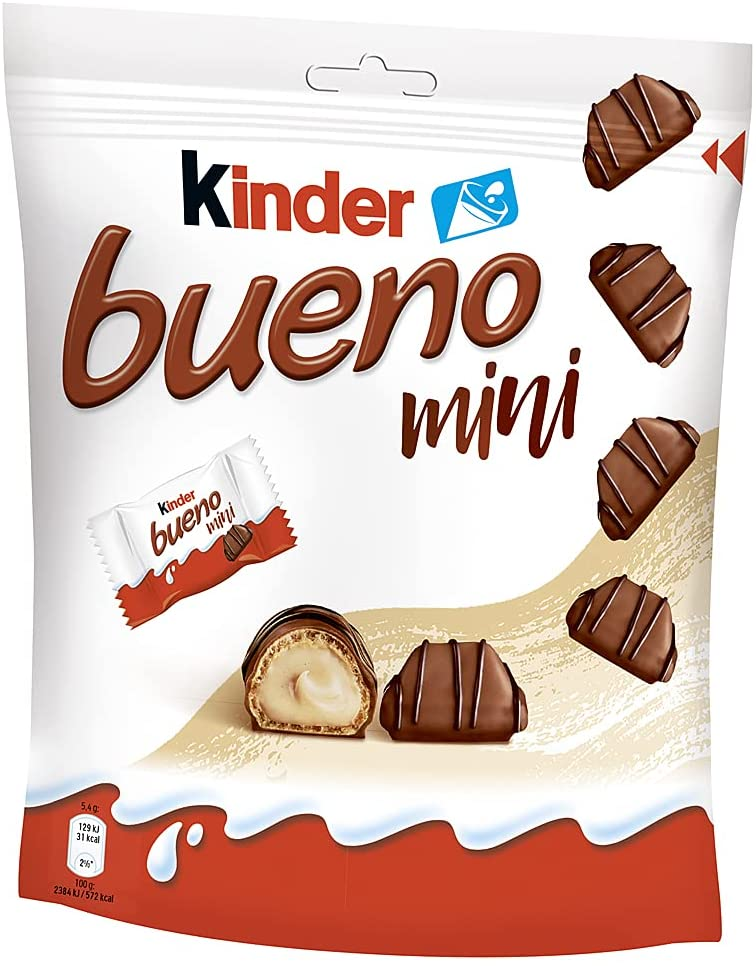 Kinder
bueno
mini
Kinder
bueno
mini
5,4 g:
129 kJ
31 kcal
2%*
100 g:
2384 kJ / 572 kcal